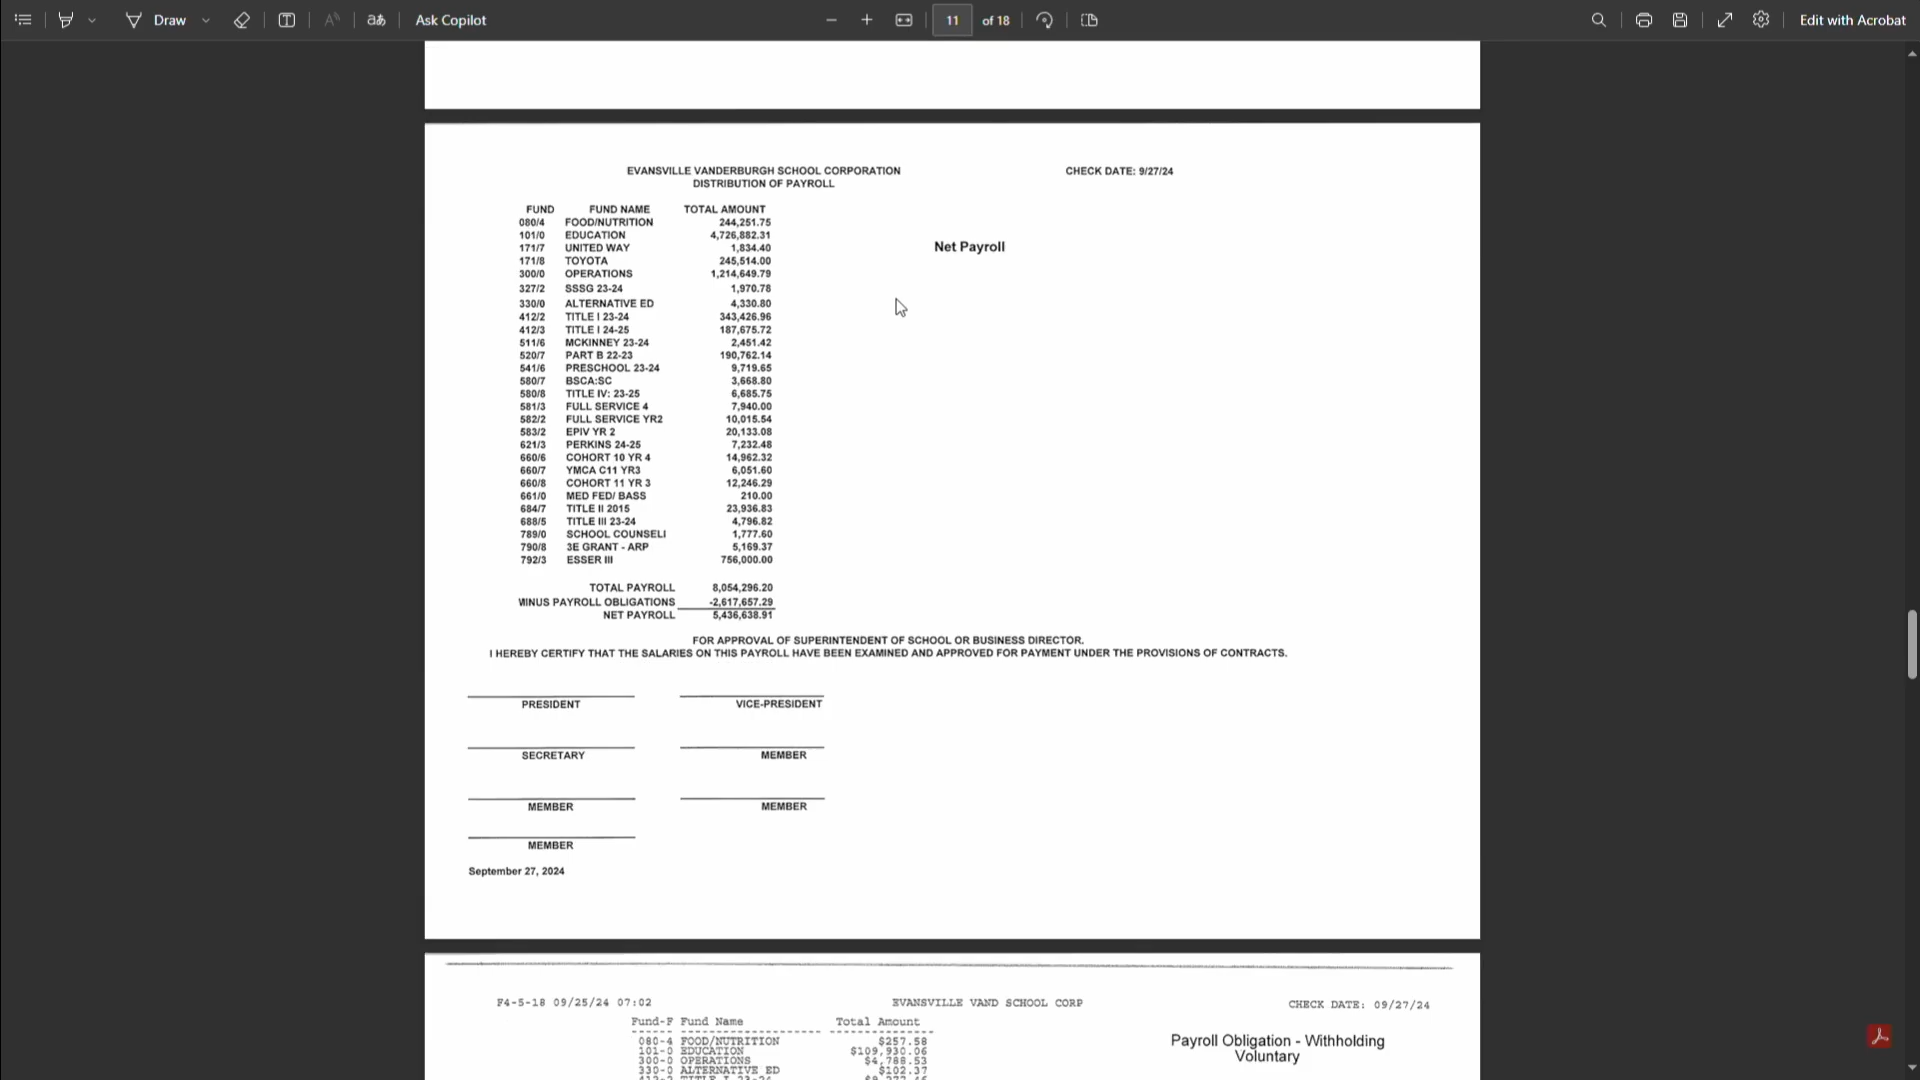 Draw
Ask Copilot
11 of 18
Edit with Acrobat
EVANSVILLE VANDERBURGH SCHOOL CORPORATION CHECK DATE: 9/27/24
DISTRIBUTION OF PAYROLL
FUND FUND NAME TOTAL AMOUNT
080/4 FOOD/NUTRITION 244,251.75
101/0 EDUCATION 4,726,882.31
171/7 UNITED WAY 1,834.40
171/8 TOYOTA 245,514.00
300/0 OPERATIONS 1,214,649.79
327/2 SSSG 23-24 1,970.78
330/0 ALTERNATIVE ED 4,330.80
412/2 TITLE I 23-24 343,426.96
412/3 TITLE I 24-25 187,675.72
511/6 MCKINNEY 23-24 2,451.42
520/7 PART B 22-23 190,762.14
541/6 PRESCHOOL 23-24 9,719.65
580/7 BSCA:SC 3,668.80
580/8 TITLE IV: 23-25 6,685.75
581/3 FULL SERVICE 4 7,940.00
582/2 FULL SERVICE YR2 10,015.54
583/2 EPIV YR 2 20,133.08
621/3 PERKINS 24-25 7,232.48
660/6 COHORT 10 YR 4 14,962.32
660/7 YMCA C11 YR3 6,051.60
660/8 COHORT 11 YR 3 12,246.29
661/0 MED FED/ BASS 210.00
684/7 TITLE II 2015 23,936.83
688/5 TITLE III 23-24 4,796.82
789/0 SCHOOL COUNSELI 1,777.60
790/8 3E GRANT - ARP 5,169.37
792/3 ESSER III 756,000.00
Net Payroll
TOTAL PAYROLL 8,054,296.20
MINUS PAYROLL OBLIGATIONS -2,617,657.29
NET PAYROLL 5,436,638.91
FOR APPROVAL OF SUPERINTENDENT OF SCHOOL OR BUSINESS DIRECTOR.
I HEREBY CERTIFY THAT THE SALARIES ON THIS PAYROLL HAVE BEEN EXAMINED AND APPROVED FOR PAYMENT UNDER THE PROVISIONS OF CONTRACTS.
PRESIDENT VICE-PRESIDENT
SECRETARY MEMBER
MEMBER MEMBER
MEMBER
September 27, 2024
F4-5-18 09/25/24 07:02 EVANSVILLE VAND SCHOOL CORP CHECK DATE: 09/27/24
Fund-F Fund Name Total Amount
080-4 FOOD/NUTRITION $257.58
101-0 EDUCATION $109,930.06
300-0 OPERATIONS $4,788.53
330-0 ALTERNATIVE ED $102.37
Payroll Obligation - Withholding
Voluntary